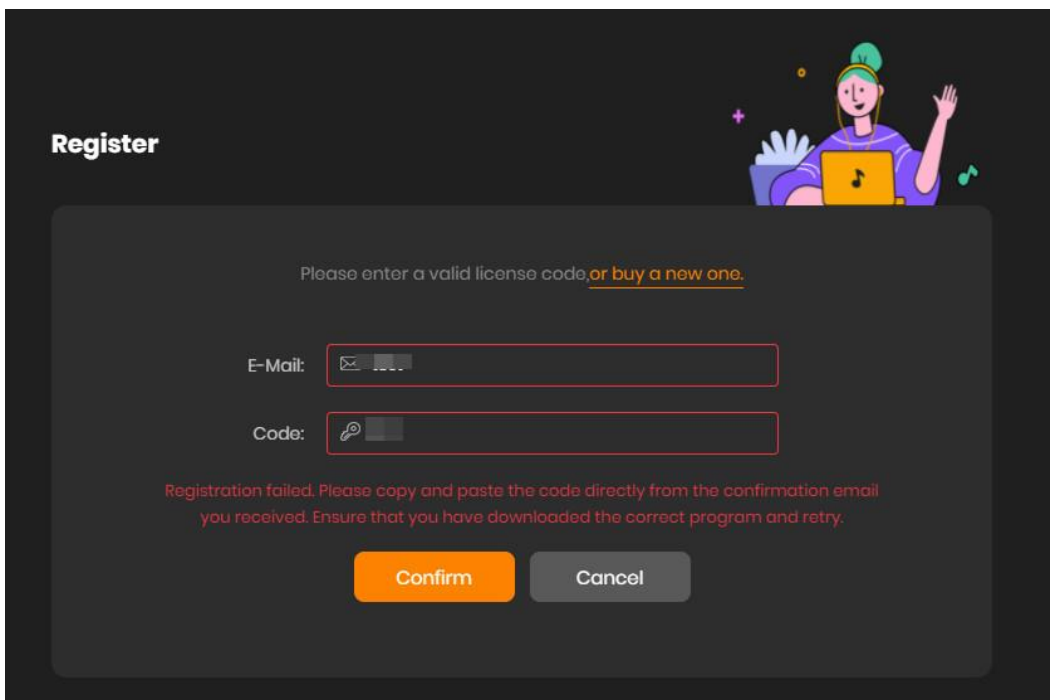 Register
Please enter a valid license code,or buy a new one.
E-Mail:
Code:
Registration failed. Please copy and paste the code directly from the confirmation email
you received. Ensure that you have downloaded the correct program and retry.
Confirm
Cancel